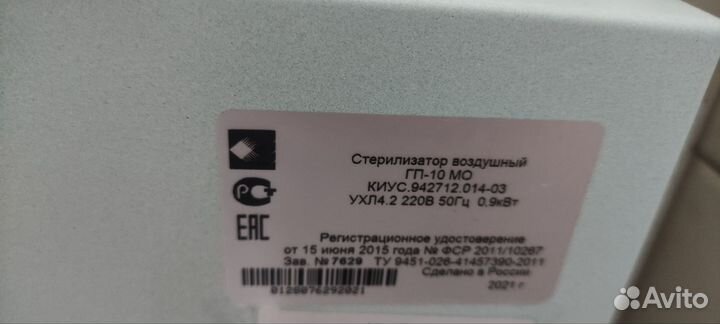 Стерилизатор воздушный
ГП-10 МО
КИУС.942712.014-03
УХЛ4.2 220В 50Гц 0.9кВт
Регистрационное удостоверение
от 15 июня 2015 года № ФСР 2011/10267
Зав. № 7629 ТУ 9451-026-41457390-2011
Сделано в России
2021 г
0128076292021
РСТ
EAC
Avito